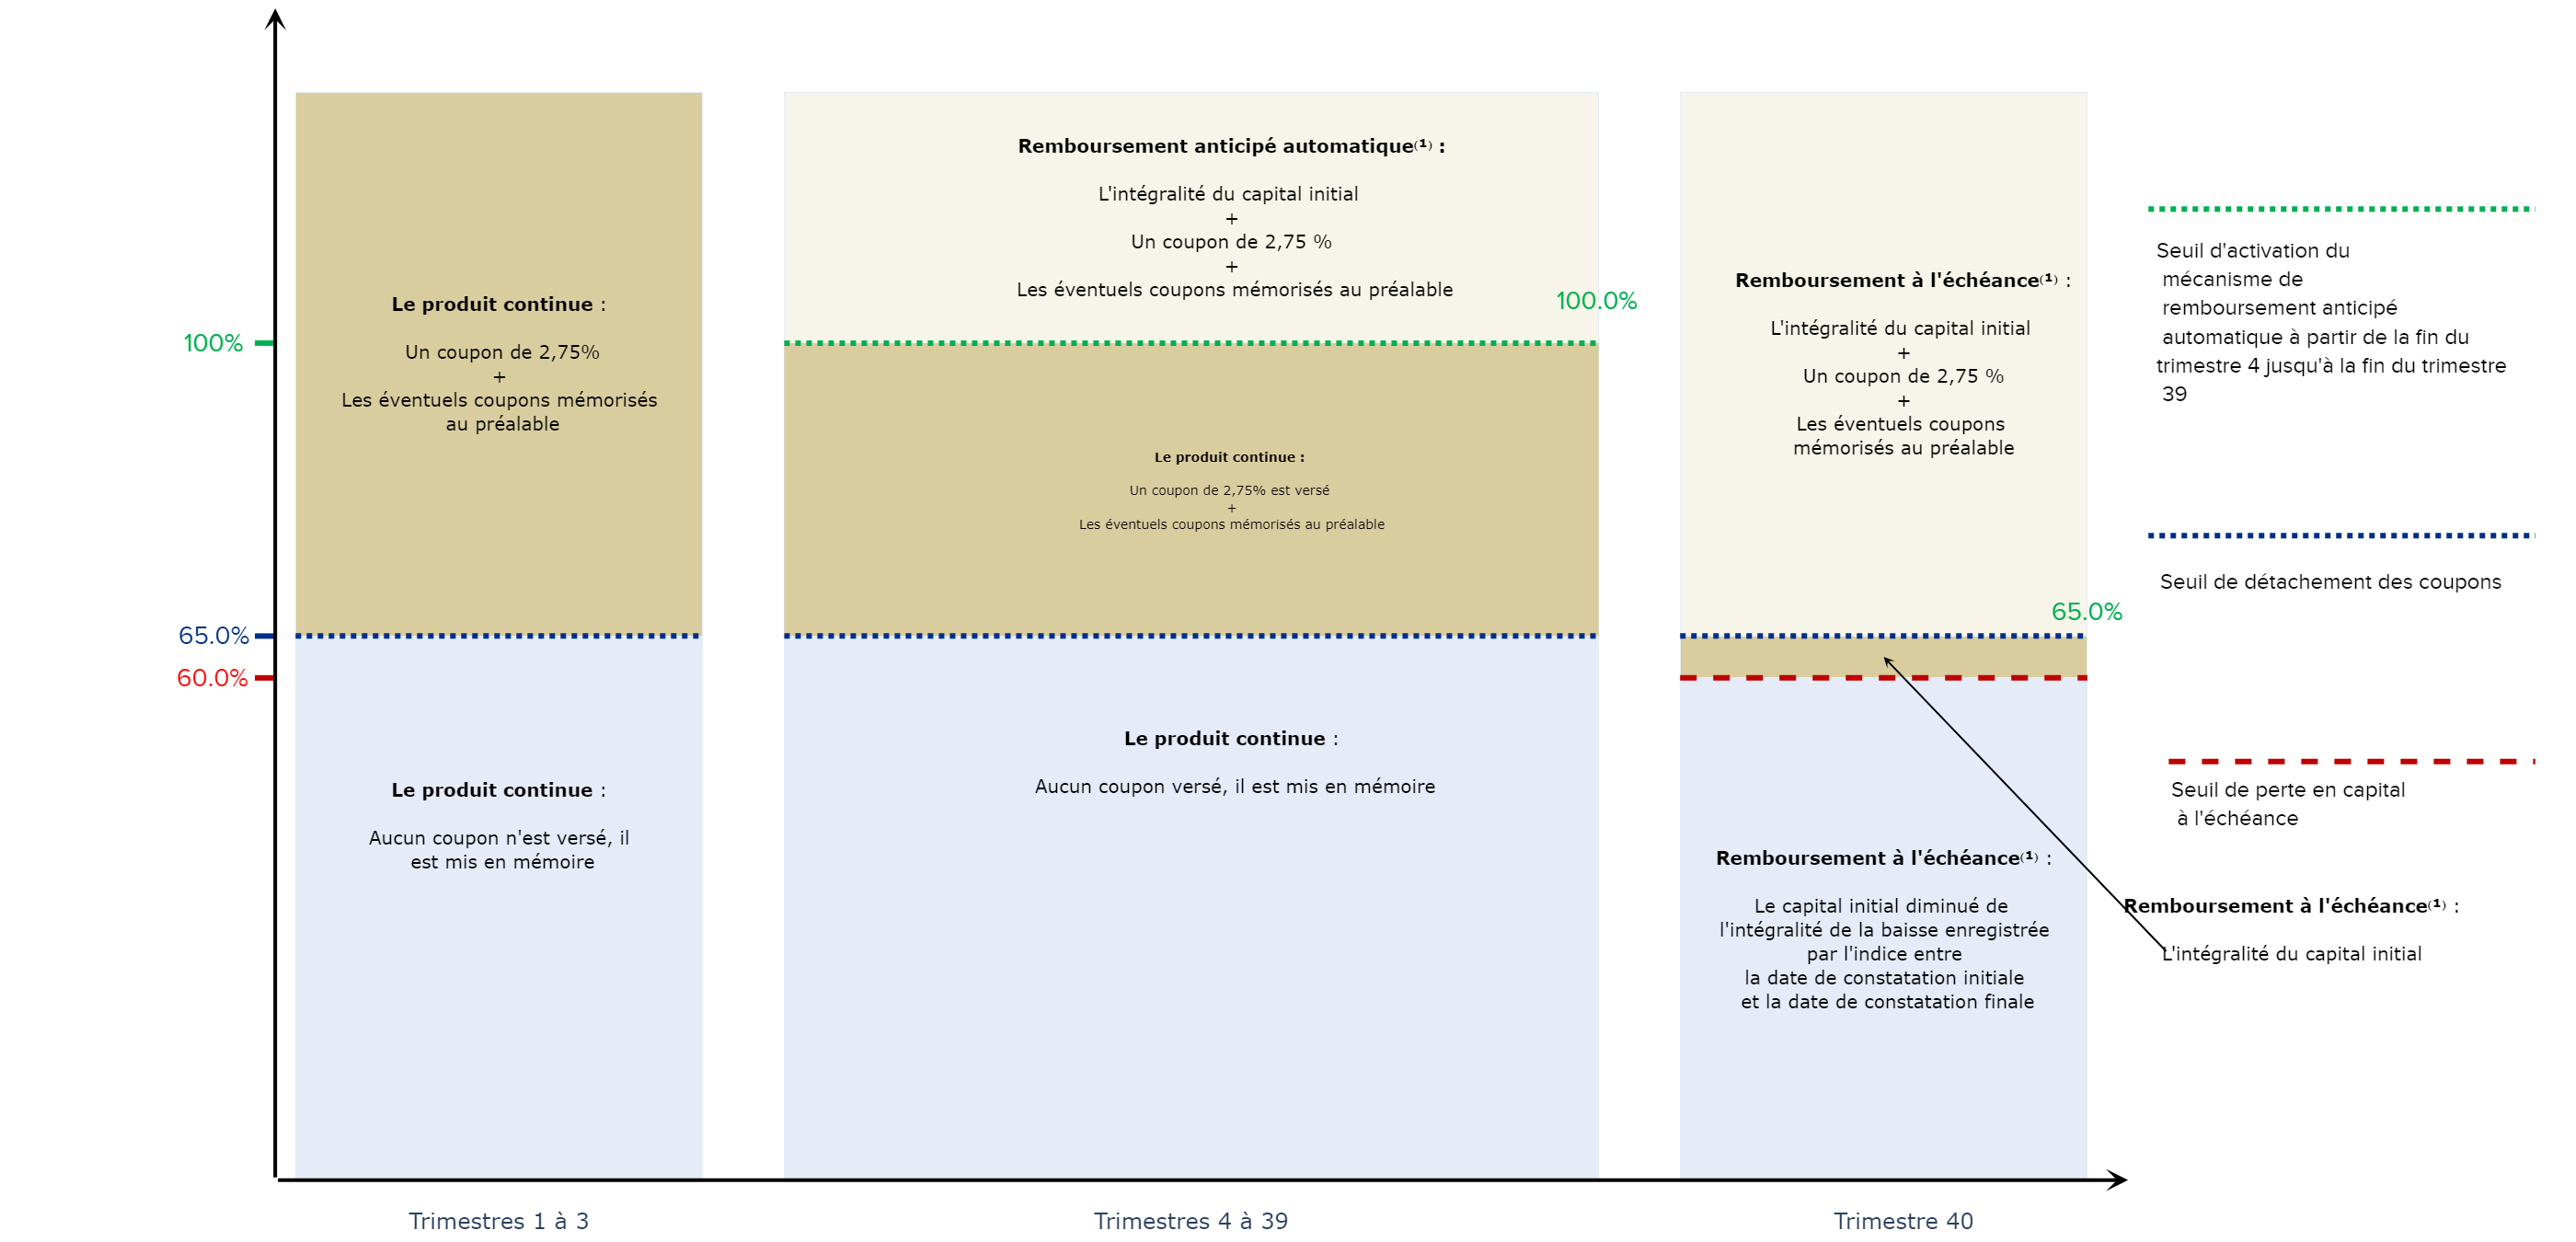 100%
65.0%
60.0%
Le produit continue :
Un coupon de 2,75%
+
Les éventuels coupons mémorisés
au préalable
Le produit continue :
Aucun coupon n'est versé, il
est mis en mémoire
Trimestres 1 à 3
Remboursement anticipé automatique⁽¹⁾ :
L'intégralité du capital initial
+
Un coupon de 2,75 %
+
Les éventuels coupons mémorisés au préalable
100.0%
Le produit continue :
Un coupon de 2,75% est versé
+
Les éventuels coupons mémorisés au préalable
Le produit continue :
Aucun coupon versé, il est mis en mémoire
Trimestres 4 à 39
Remboursement à l'échéance⁽¹⁾ :
L'intégralité du capital initial
+
Un coupon de 2,75 %
+
Les éventuels coupons
mémorisés au préalable
65.0%
Remboursement à l'échéance⁽¹⁾ :
Le capital initial diminué de
l'intégralité de la baisse enregistrée
par l'indice entre
la date de constatation initiale
et la date de constatation finale
Trimestre 40
Seuil d'activation du
mécanisme de
remboursement anticipé
automatique à partir de la fin du
trimestre 4 jusqu'à la fin du trimestre
39
Seuil de détachement des coupons
Seuil de perte en capital
à l'échéance
Remboursement à l'échéance⁽¹⁾ :
L'intégralité du capital initial